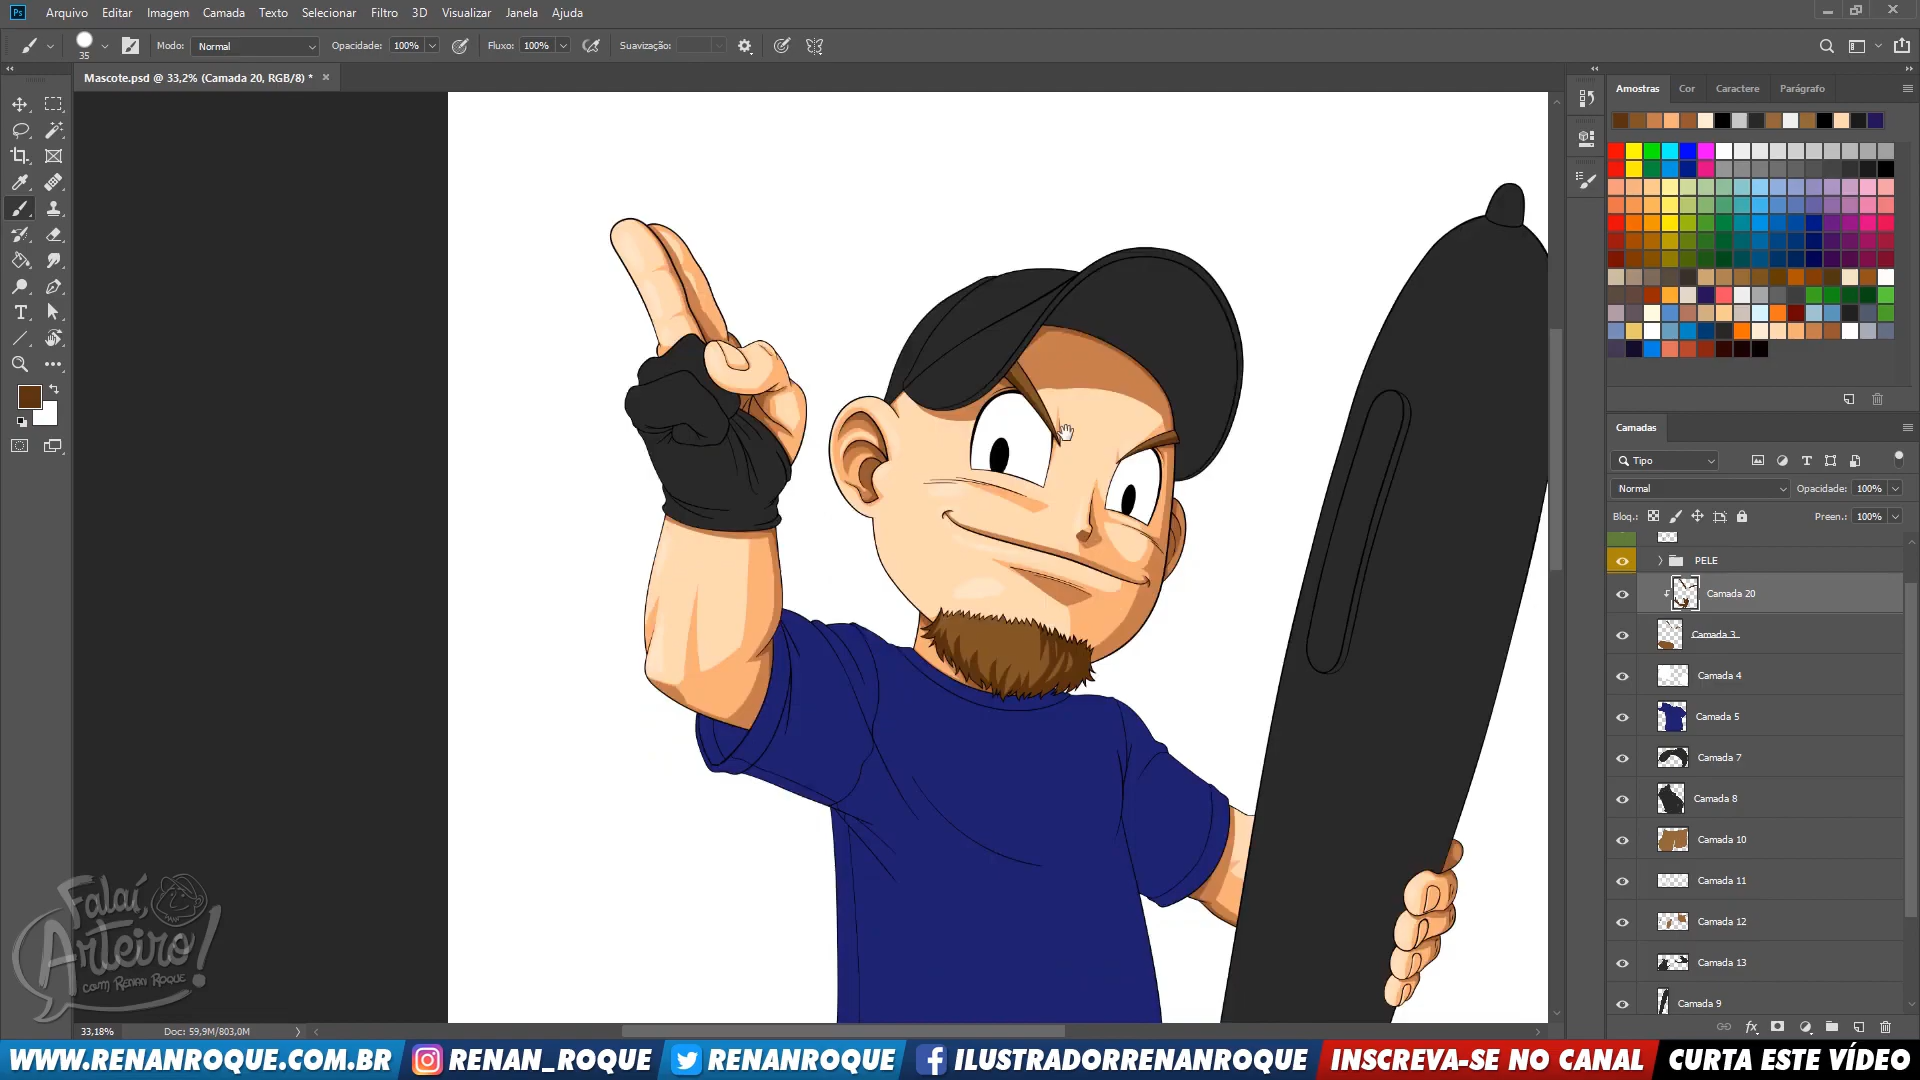 Ps Arquivo Editar Imagem Camada Texto Selecionar Filtro 3D Visualizar Janela Ajuda
35 Modo: Normal Opacidade: 100% Fluxo: 100% Suavização:
Mascote.psd @ 33,2% (Camada 20, RGB/8) *
Amostras Cor Caractere Parágrafo
Camadas
Tipo
Normal Opacidade: 100%
Bloq.: Preen.: 100%
PELE
Camada 20
Camada 3
Camada 4
Camada 5
Camada 7
Camada 8
Camada 10
Camada 11
Camada 12
Camada 13
Camada 9
Falaí,
Arteiro!
com Renan Roque
33,18% Doc: 59,9M/803,0M
WWW.RENANROQUE.COM.BR RENAN_ROQUE RENANROQUE ILUSTRADORRENANROQUE INSCREVA-SE NO CANAL CURTA ESTE VÍDEO